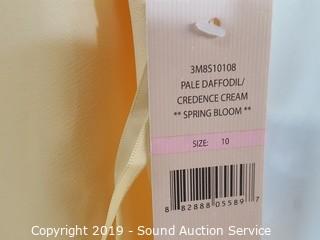 3M8S10108
PALE DAFFODIL/
CREDENCE CREAM
** SPRING BLOOM **
SIZE: 10
8 82888 05589 7
Copyright 2019 - Sound Auction Service